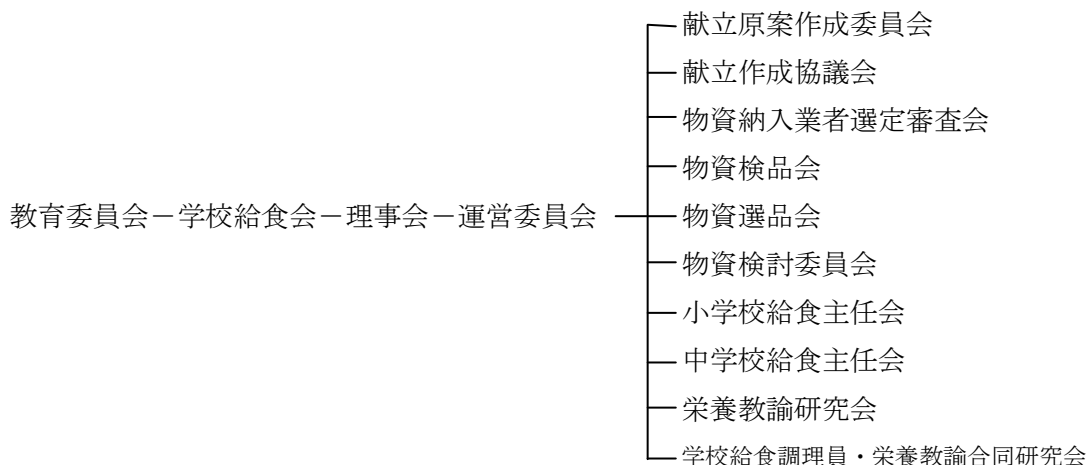 献立原案作成委員会
献立作成協議会
物資納入業者選定審査会
物資検品会
教育委員会－学校給食会－理事会－運営委員会
物資選品会
物資検討委員会
小学校給食主任会
中学校給食主任会
栄養教諭研究会
学校給食調理員・栄養教諭合同研究会